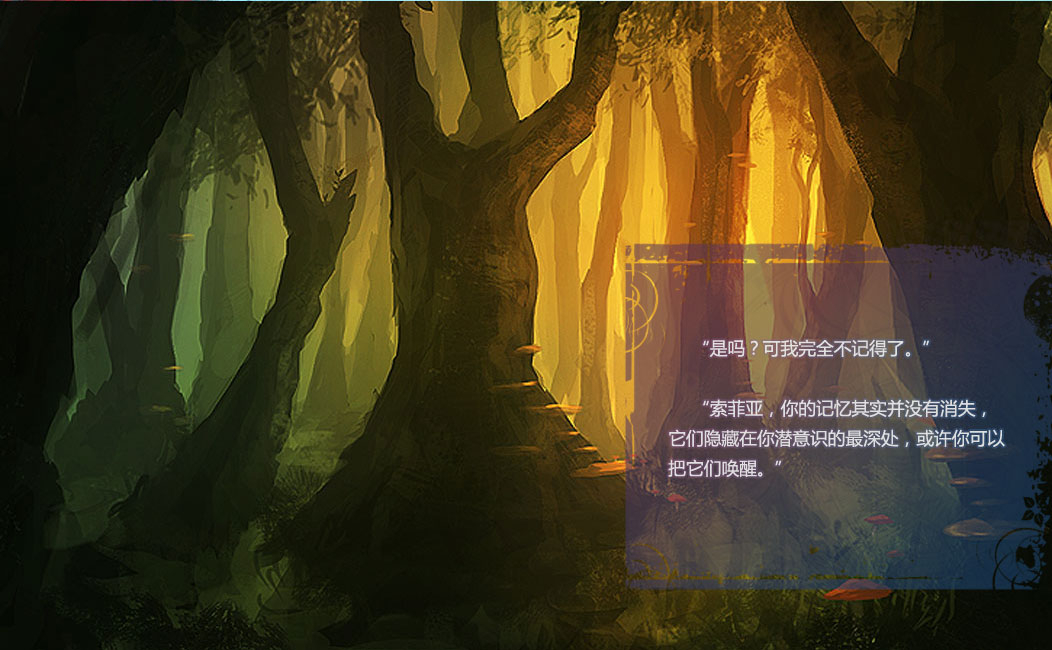 “是吗？可我完全不记得了。”
“索菲亚，你的记忆其实并没有消失，
它们隐藏在你潜意识的最深处，或许你可以
把它们唤醒。”